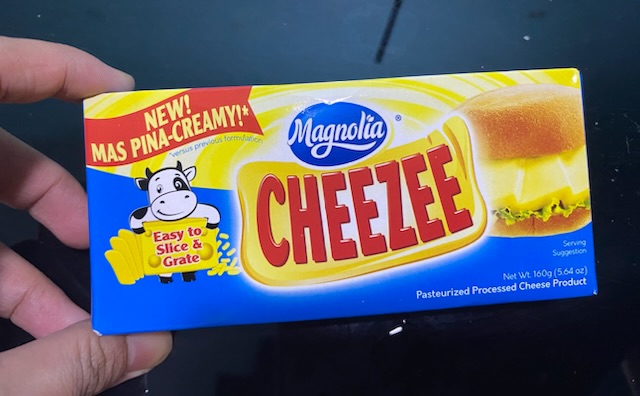 NEW!
MAS PINA-CREAMY!*
*versus previous formulation
Magnolia®
CHEEZEE
Easy to
Slice &
Grate
Serving
Suggestion
Net Wt. 160g (5.64 oz)
Pasteurized Processed Cheese Product